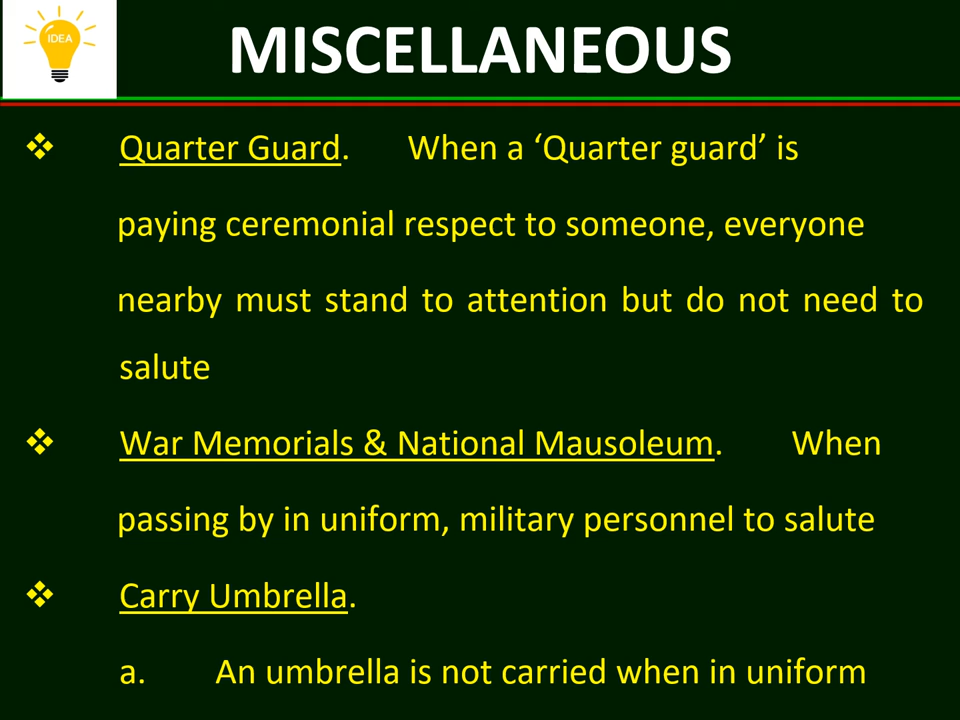 IDEA
MISCELLANEOUS
❖ Quarter Guard. When a ‘Quarter guard’ is
paying ceremonial respect to someone, everyone
nearby must stand to attention but do not need to
salute
❖ War Memorials & National Mausoleum. When
passing by in uniform, military personnel to salute
❖ Carry Umbrella.
a. An umbrella is not carried when in uniform